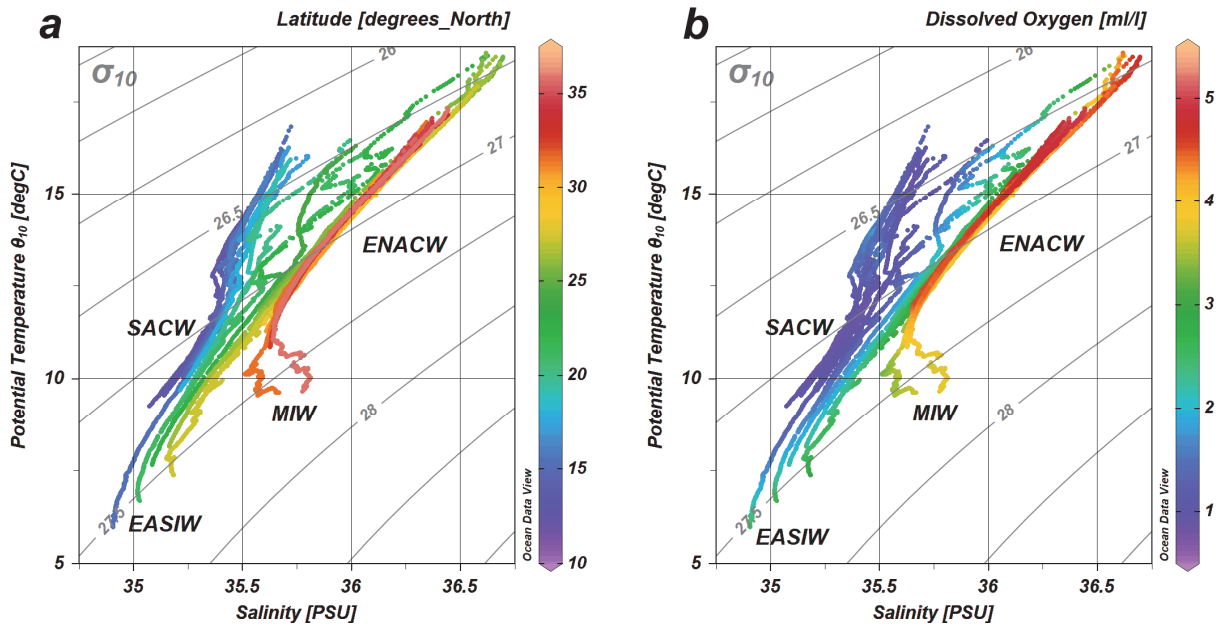 a
Latitude [degrees_North]
σ10
26
26.5
27
27.5
28
SACW
ENACW
MIW
EASIW
15
10
5
Potential Temperature θ10 [degC]
35
35.5
36
36.5
Salinity [PSU]
35
30
25
20
15
10
Ocean Data View
b
Dissolved Oxygen [ml/l]
σ10
26
26.5
27
27.5
28
SACW
ENACW
MIW
EASIW
15
10
5
Potential Temperature θ10 [degC]
35
35.5
36
36.5
Salinity [PSU]
5
4
3
2
1
Ocean Data View